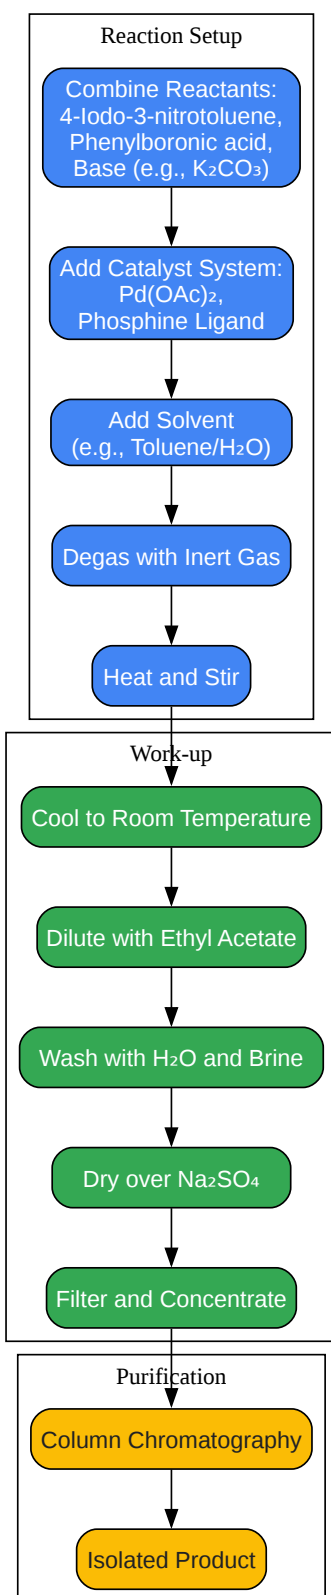 Reaction Setup
Combine Reactants:
4-Iodo-3-nitrotoluene,
Phenylboronic acid,
Base (e.g., K₂CO₃)
Add Catalyst System:
Pd(OAc)₂,
Phosphine Ligand
Add Solvent
(e.g., Toluene/H₂O)
Degas with Inert Gas
Heat and Stir
Work-up
Cool to Room Temperature
Dilute with Ethyl Acetate
Wash with H₂O and Brine
Dry over Na₂SO₄
Filter and Concentrate
Purification
Column Chromatography
Isolated Product